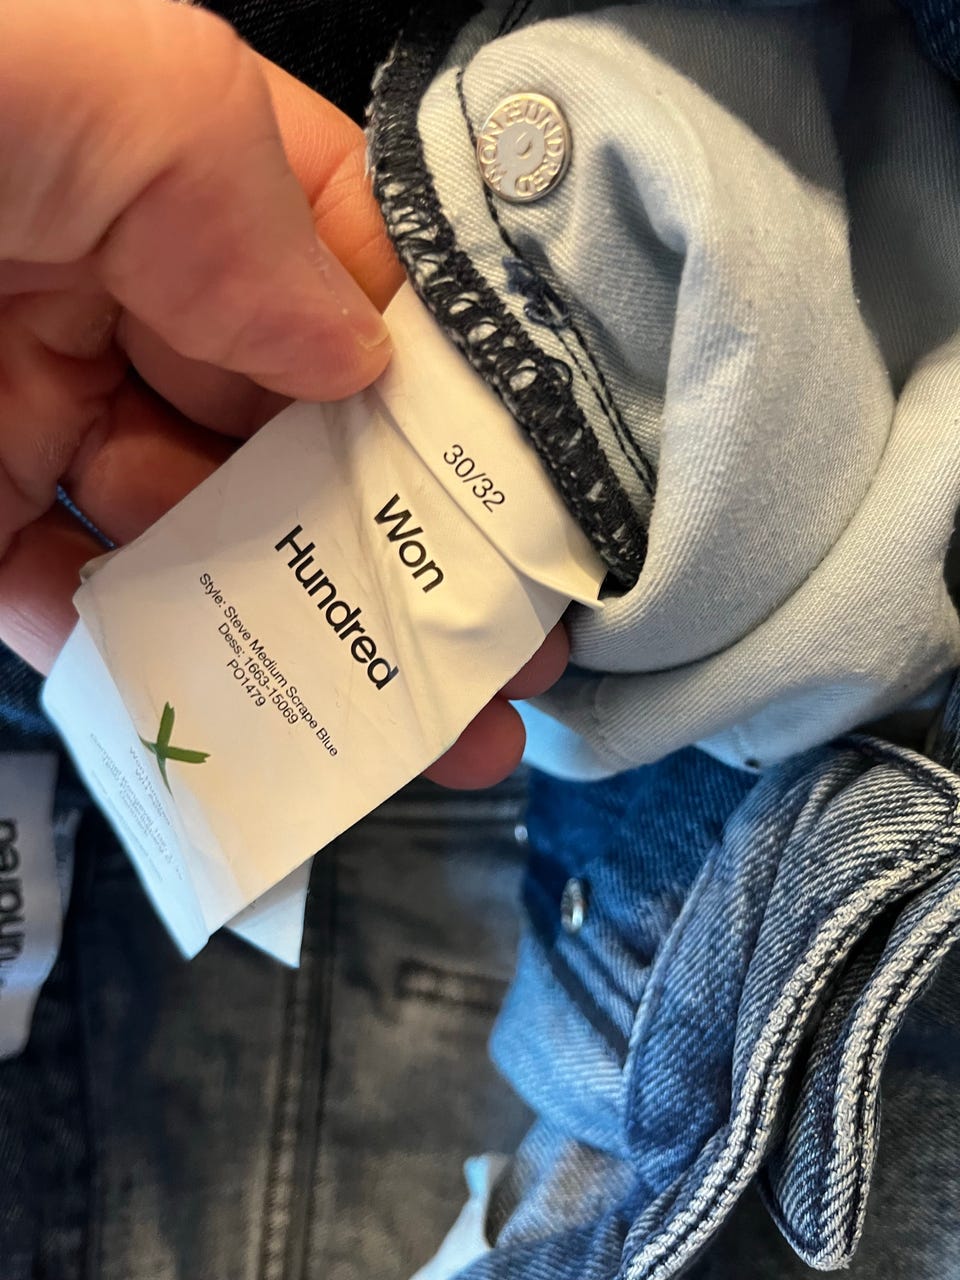 WON HUNDRED
30/32
Won
Hundred
Style: Steve Medium Scrape Blue
Dess: 1663-15069
PO1479